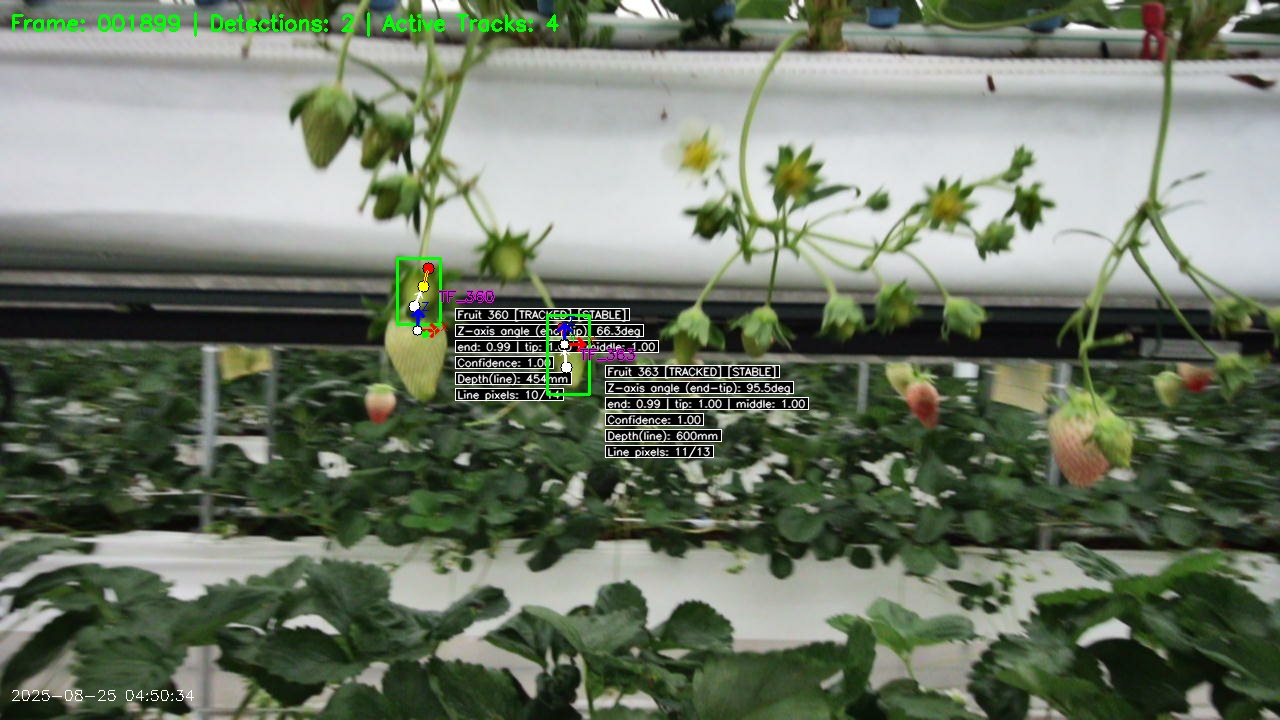 Frame: 001899 | Detections: 2 | Active Tracks: 4
TF_360
Fruit 360 [TRACKED] [STABLE]
Z-axis angle (end-tip): 66.3deg
end: 0.99 | tip: middle: 1.00
Confidence: 1.00
Depth(line): 454mm
Line pixels: 10/14
TF_363
Fruit 363 [TRACKED] [STABLE]
Z-axis angle (end-tip): 95.5deg
end: 0.99 | tip: 1.00 | middle: 1.00
Confidence: 1.00
Depth(line): 600mm
Line pixels: 11/13
2025-08-25 04:50:34